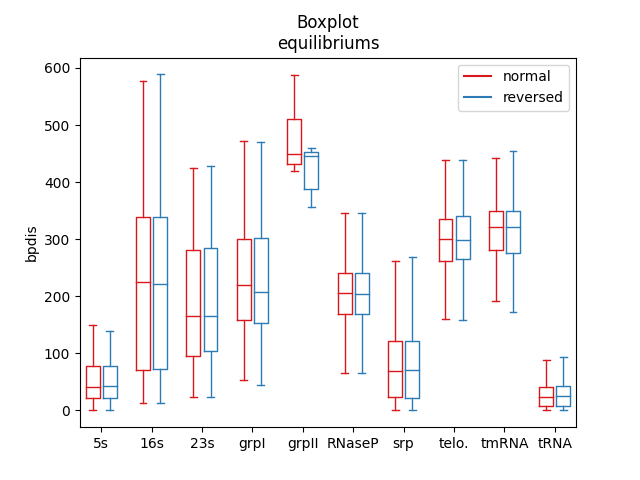 Boxplot
equilibriums
normal
reversed
bpdis
600
500
400
300
200
100
0
5s 16s 23s grpI grpII RNaseP srp telo. tmRNA tRNA